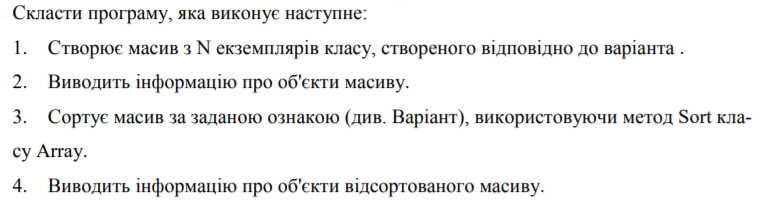 Скласти програму, яка виконує наступне:
1. Створює масив з N екземплярів класу, створеного відповідно до варіанта .
2. Виводить інформацію про об'єкти масиву.
3. Сортує масив за заданою ознакою (див. Варіант), використовуючи метод Sort кла-
су Array.
4. Виводить інформацію про об'єкти відсортованого масиву.